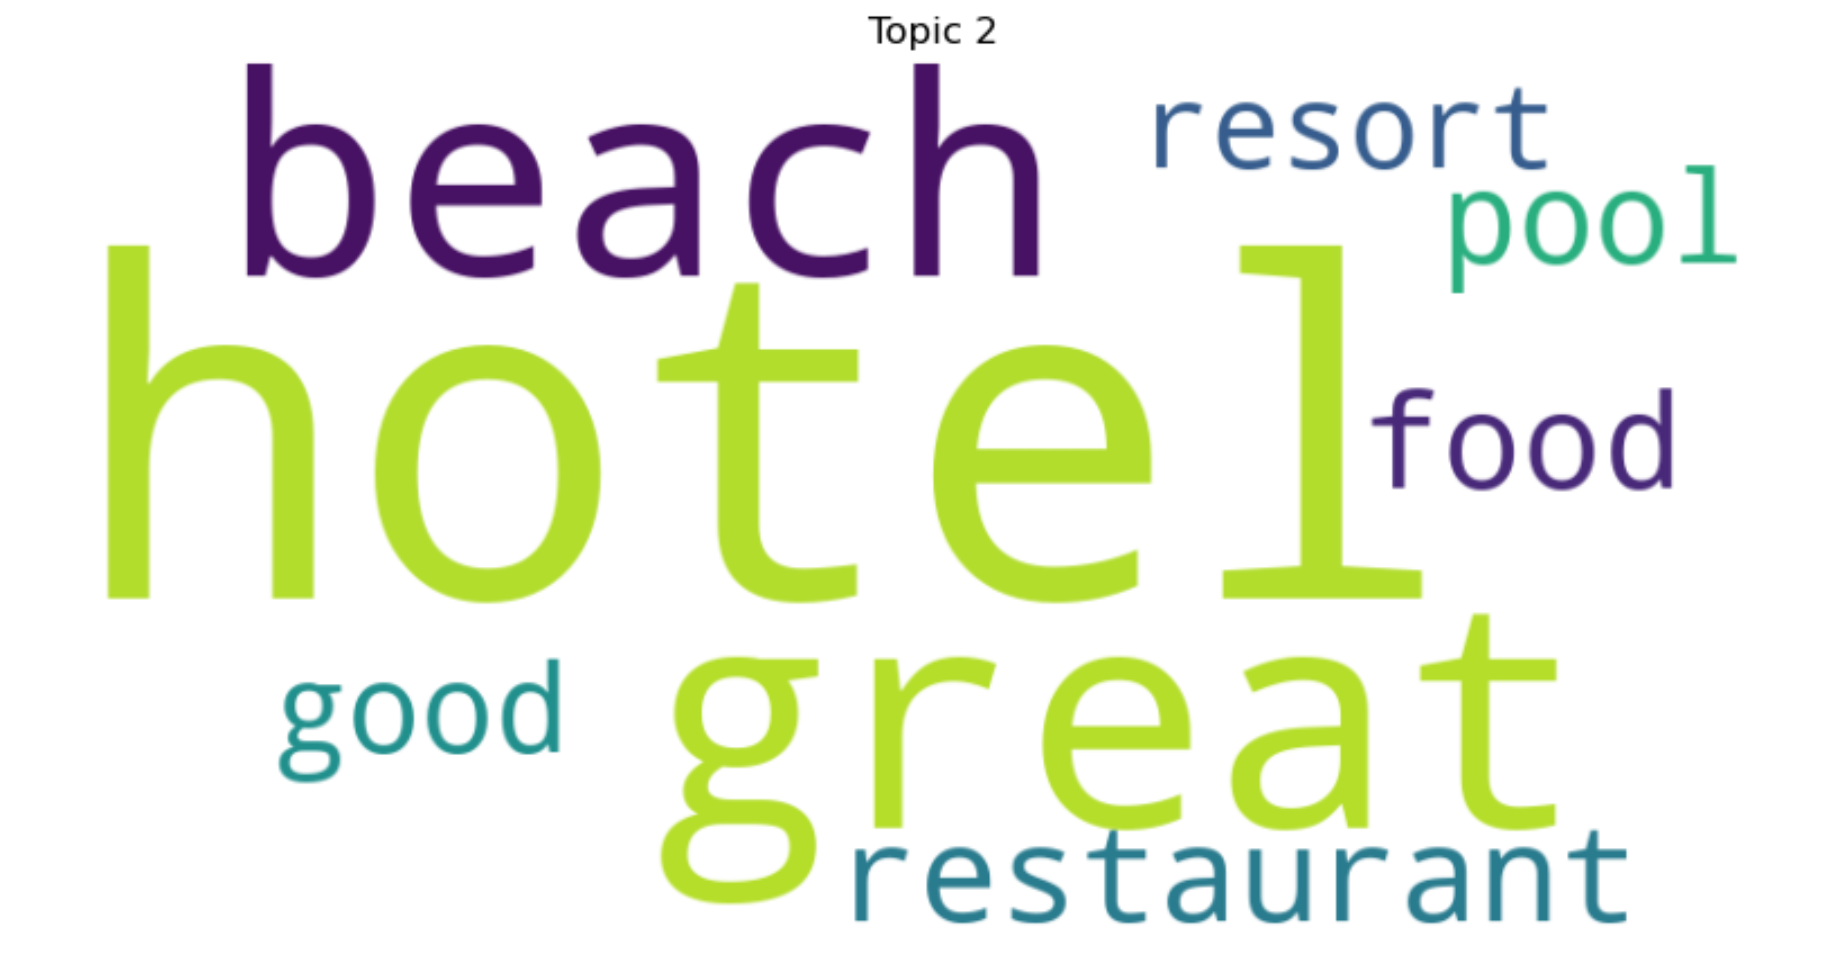 Topic 2
beach
resort
pool
hotel
food
good
great
restaurant